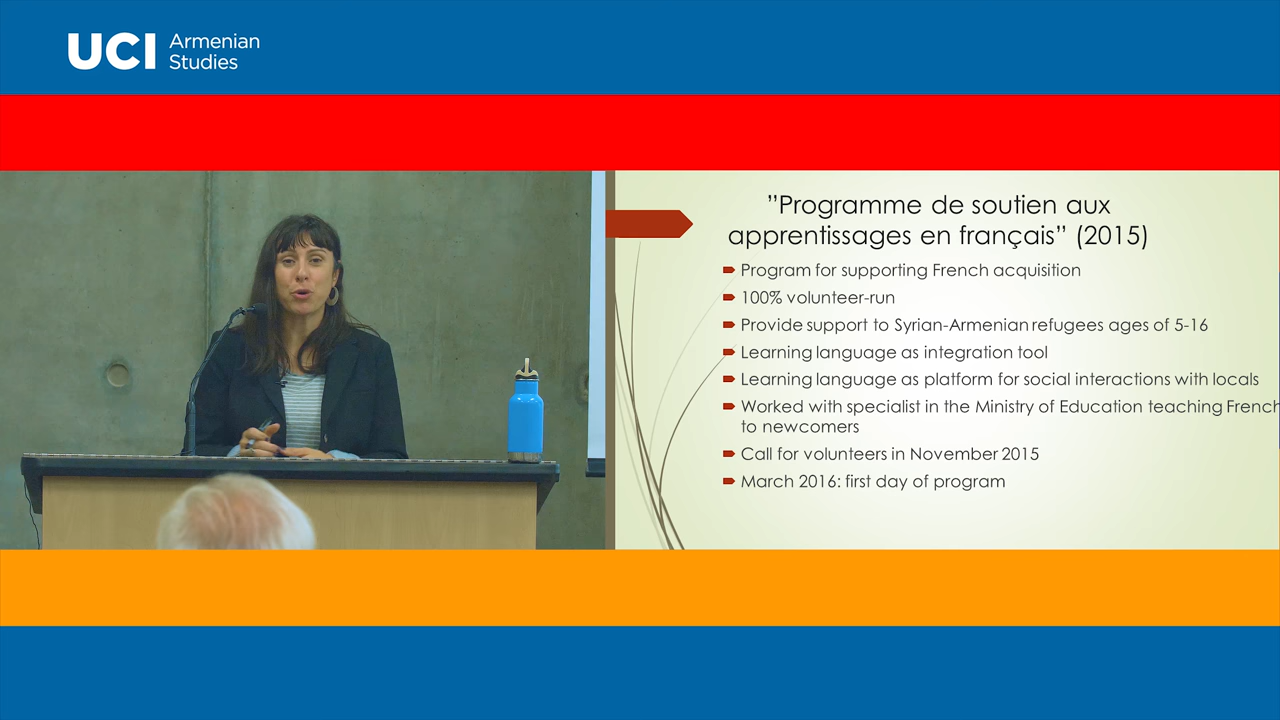 UCI Armenian
Studies
”Programme de soutien aux
apprentissages en français” (2015)
Program for supporting French acquisition
100% volunteer-run
Provide support to Syrian-Armenian refugees ages of 5-16
Learning language as integration tool
Learning language as platform for social interactions with locals
Worked with specialist in the Ministry of Education teaching French
to newcomers
Call for volunteers in November 2015
March 2016: first day of program